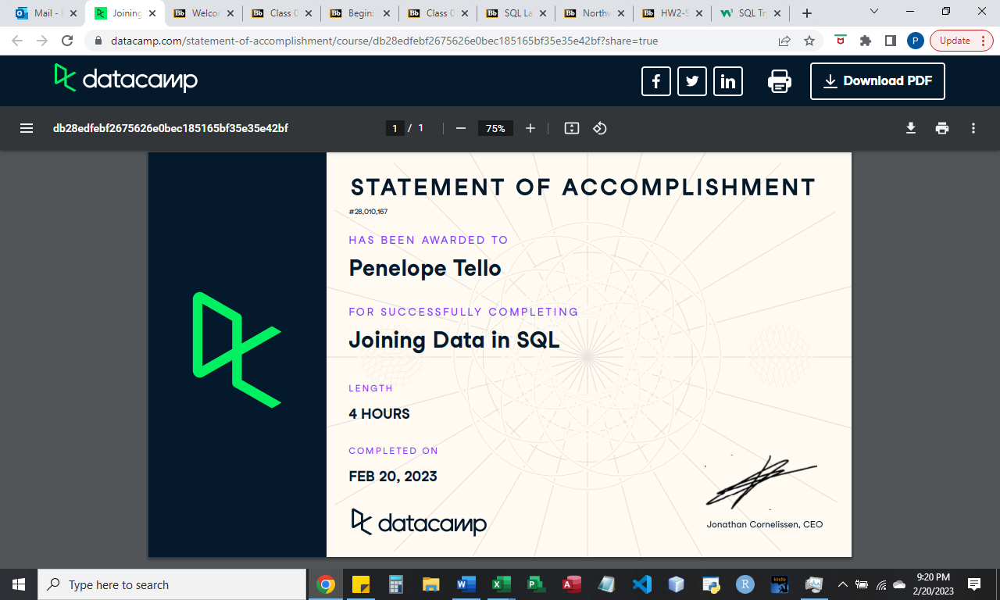 Mail -
Joining
Welcom
Class 0
Begin
Class 0
SQL La
Northw
HW2-S
SQL Try
datacamp.com/statement-of-accomplishment/course/db28edfebf2675626e0bec185165bf35e35e42bf?share=true
P
Update
datacamp
Download PDF
db28edfebf2675626e0bec185165bf35e35e42bf
1 / 1
75%
STATEMENT OF ACCOMPLISHMENT
#28,010,167
HAS BEEN AWARDED TO
Penelope Tello
FOR SUCCESSFULLY COMPLETING
Joining Data in SQL
LENGTH
4 HOURS
COMPLETED ON
FEB 20, 2023
datacamp
Jonathan Cornelissen, CEO
Type here to search
9:20 PM
2/20/2023